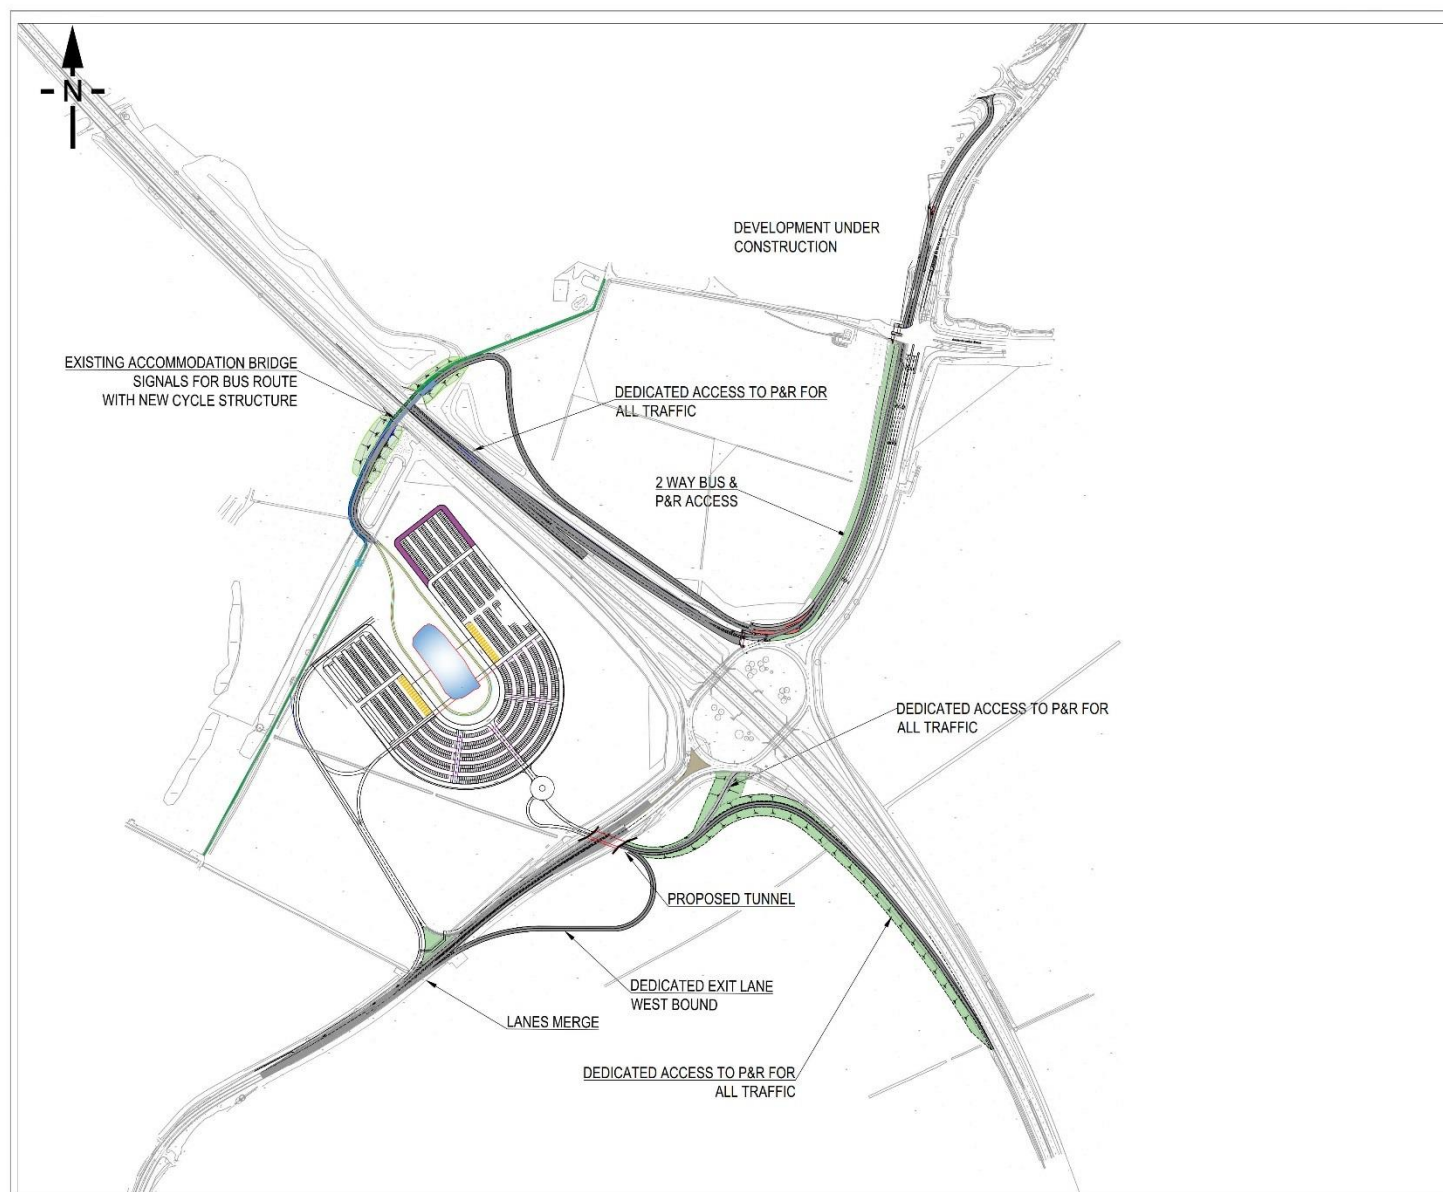 N
DEVELOPMENT UNDER
CONSTRUCTION
EXISTING ACCOMMODATION BRIDGE
SIGNALS FOR BUS ROUTE
WITH NEW CYCLE STRUCTURE
DEDICATED ACCESS TO P&R FOR
ALL TRAFFIC
2 WAY BUS &
P&R ACCESS
DEDICATED ACCESS TO P&R FOR
ALL TRAFFIC
PROPOSED TUNNEL
DEDICATED EXIT LANE
WEST BOUND
LANES MERGE
DEDICATED ACCESS TO P&R FOR
ALL TRAFFIC